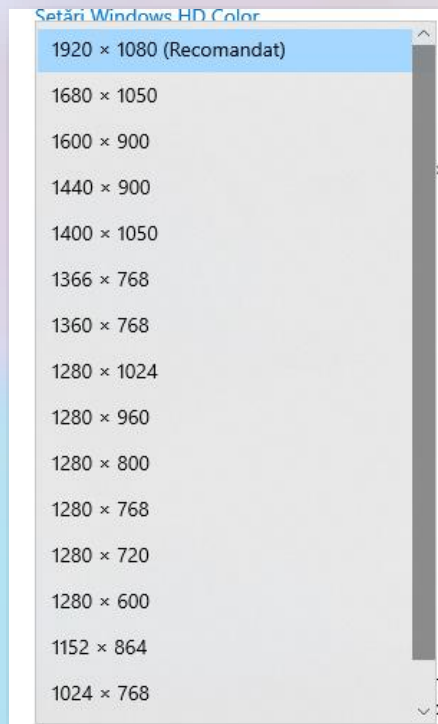 Setări Windows HD Color
1920 × 1080 (Recomandat)
1680 × 1050
1600 × 900
1440 × 900
1400 × 1050
1366 × 768
1360 × 768
1280 × 1024
1280 × 960
1280 × 800
1280 × 768
1280 × 720
1280 × 600
1152 × 864
1024 × 768